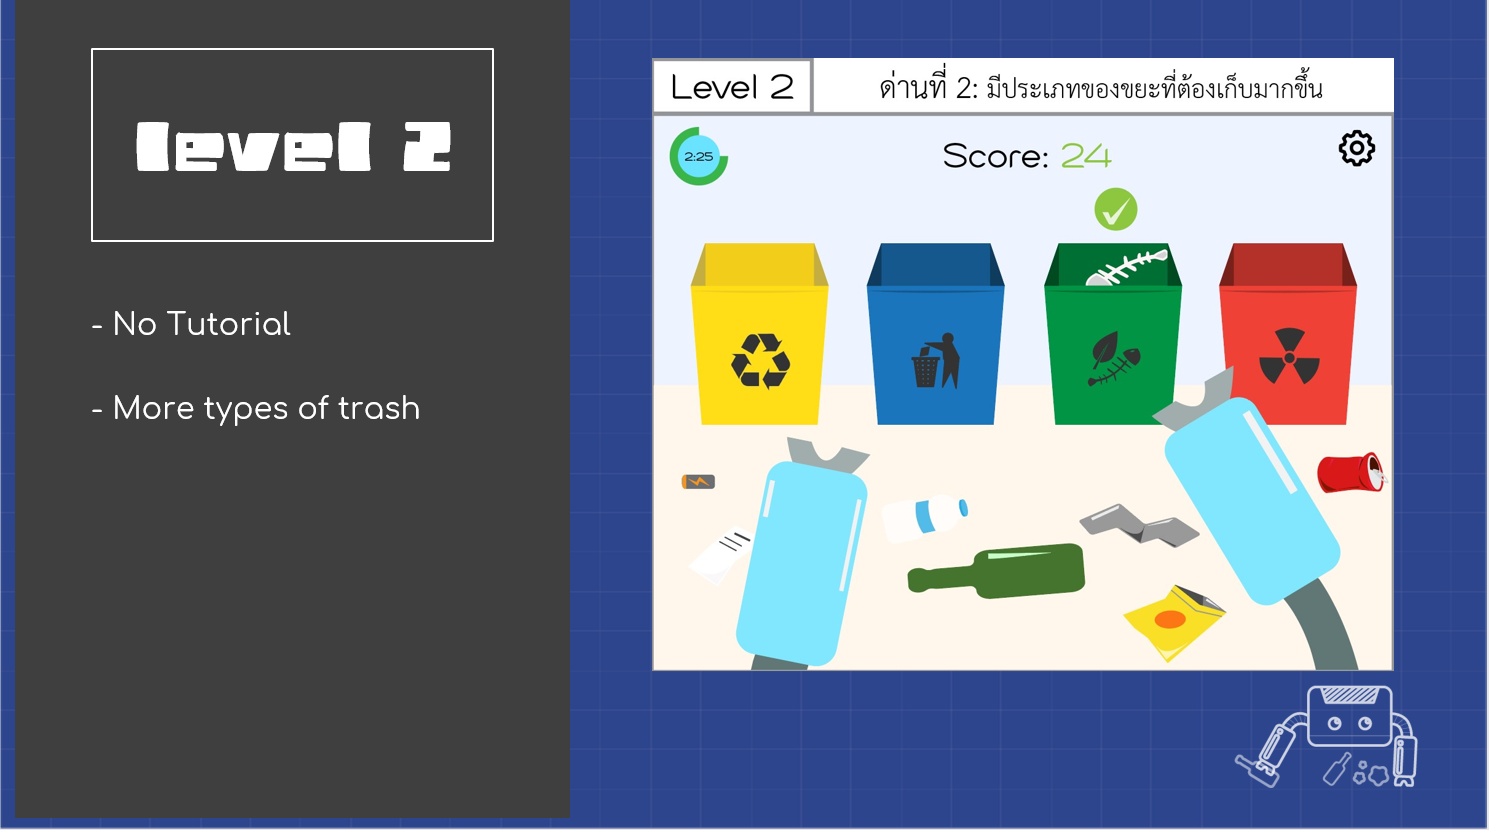 level 2
- No Tutorial
- More types of trash
Level 2
ด่านที่ 2: มีประเภทของขยะที่ต้องเก็บมากขึ้น
2:25
Score: 24